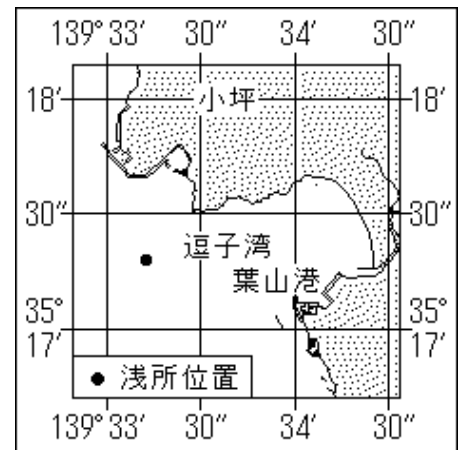 139°33′ 30″ 34′ 30″
18′ 小坪 18′
30″ 30″
逗子湾
葉山港
35° 35°
17′ 17′
● 浅所位置
139°33′ 30″ 34′ 30″